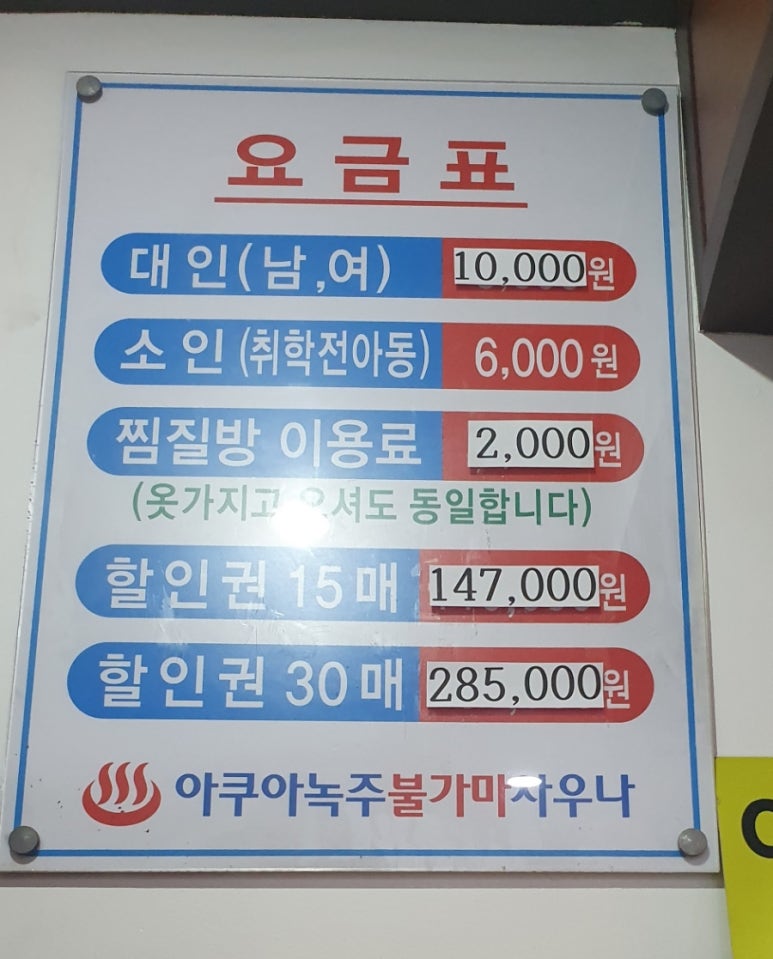 요금표
대인(남,여) 10,000원
소인(취학전아동) 6,000원
찜질방 이용료 2,000원
(옷가지고 오셔도 동일합니다)
할인권 15매 147,000원
할인권 30매 285,000원
아쿠아녹주불가마사우나